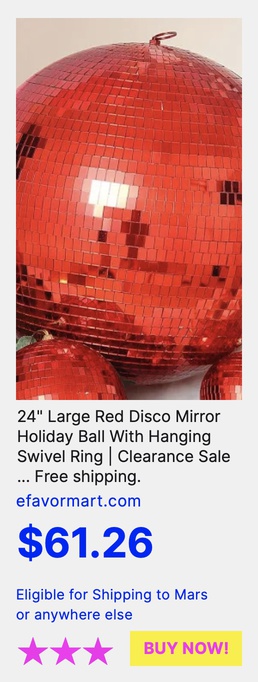 24" Large Red Disco Mirror
Holiday Ball With Hanging
Swivel Ring | Clearance Sale
... Free shipping.
efavormart.com
$61.26
Eligible for Shipping to Mars
or anywhere else
BUY NOW!